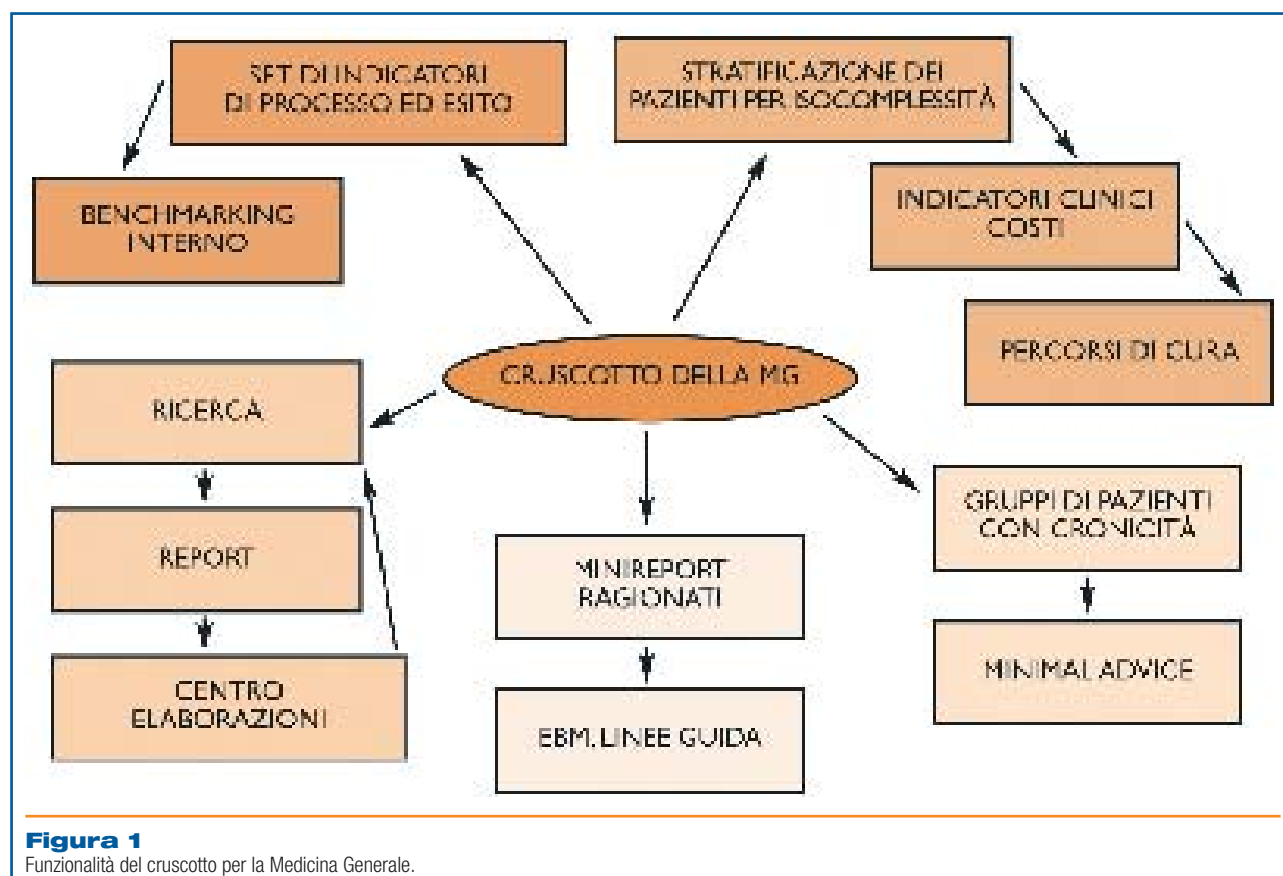 SET DI INDICATORI
DI PROCESSO ED ESITO
STRATIFICAZIONE DEI
PAZIENTI PER ISOCOMPLESSITÀ
BENCHMARKING
INTERNO
INDICATORI CLINICI
COSTI
PERCORSI DI CURA
CRUSCOTTO DELLA MG
RICERCA
REPORT
CENTRO
ELABORAZIONI
MINIREPORT
RAGIONATI
EBM, LINEE GUIDA
GRUPPI DI PAZIENTI
CON CRONICITÀ
MINIMAL ADVICE
Figura 1
Funzionalità del cruscotto per la Medicina Generale.